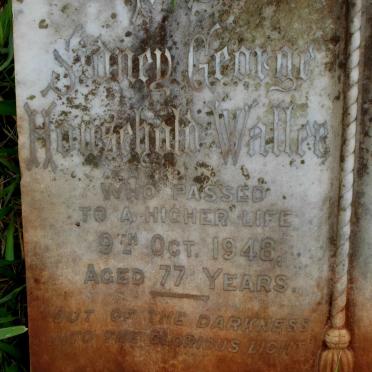 Sidney George
Household Waller
WHO PASSED
TO A HIGHER LIFE
9TH OCT. 1948.
AGED 77 YEARS.
OUT OF THE DARKNESS
INTO THE GLORIOUS LIGHT